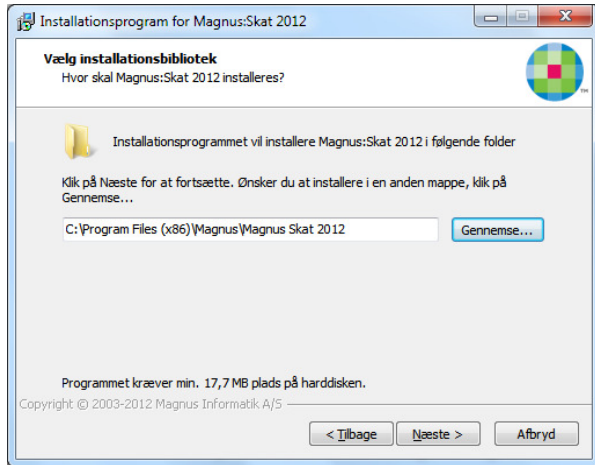 Installationsprogram for Magnus:Skat 2012
Vælg installationsbibliotek
Hvor skal Magnus:Skat 2012 installeres?
TM
Installationsprogrammet vil installere Magnus:Skat 2012 i følgende folder
Klik på Næste for at fortsætte. Ønsker du at installere i en anden mappe, klik på
Gennemse...
C:\Program Files (x86)\Magnus\Magnus Skat 2012
Gennemse...
Programmet kræver min. 17,7 MB plads på harddisken.
Copyright © 2003-2012 Magnus Informatik A/S
< Tilbage
Næste >
Afbryd